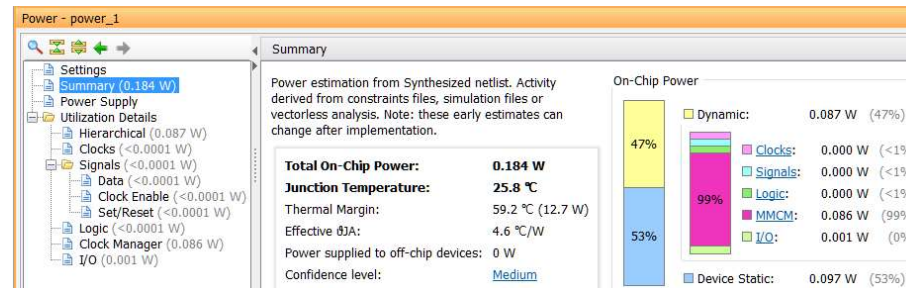 Power - power_1
Settings
Summary (0.184 W)
Power Supply
Utilization Details
Hierarchical (0.087 W)
Clocks (<0.0001 W)
Signals (<0.0001 W)
Data (<0.0001 W)
Clock Enable (<0.0001 W)
Set/Reset (<0.0001 W)
Logic (<0.0001 W)
Clock Manager (0.086 W)
I/O (0.001 W)
Summary
Power estimation from Synthesized netlist. Activity
derived from constraints files, simulation files or
vectorless analysis. Note: these early estimates can
change after implementation.
Total On-Chip Power: 0.184 W
Junction Temperature: 25.8 °C
Thermal Margin: 59.2 °C (12.7 W)
Effective ϑJA: 4.6 °C/W
Power supplied to off-chip devices: 0 W
Confidence level: Medium
On-Chip Power
47%
53%
Dynamic: 0.087 W (47%)
99%
Clocks: 0.000 W (<1%
Signals: 0.000 W (<1%
Logic: 0.000 W (<1%
MMCM: 0.086 W (99%
I/O: 0.001 W (0%
Device Static: 0.097 W (53%)